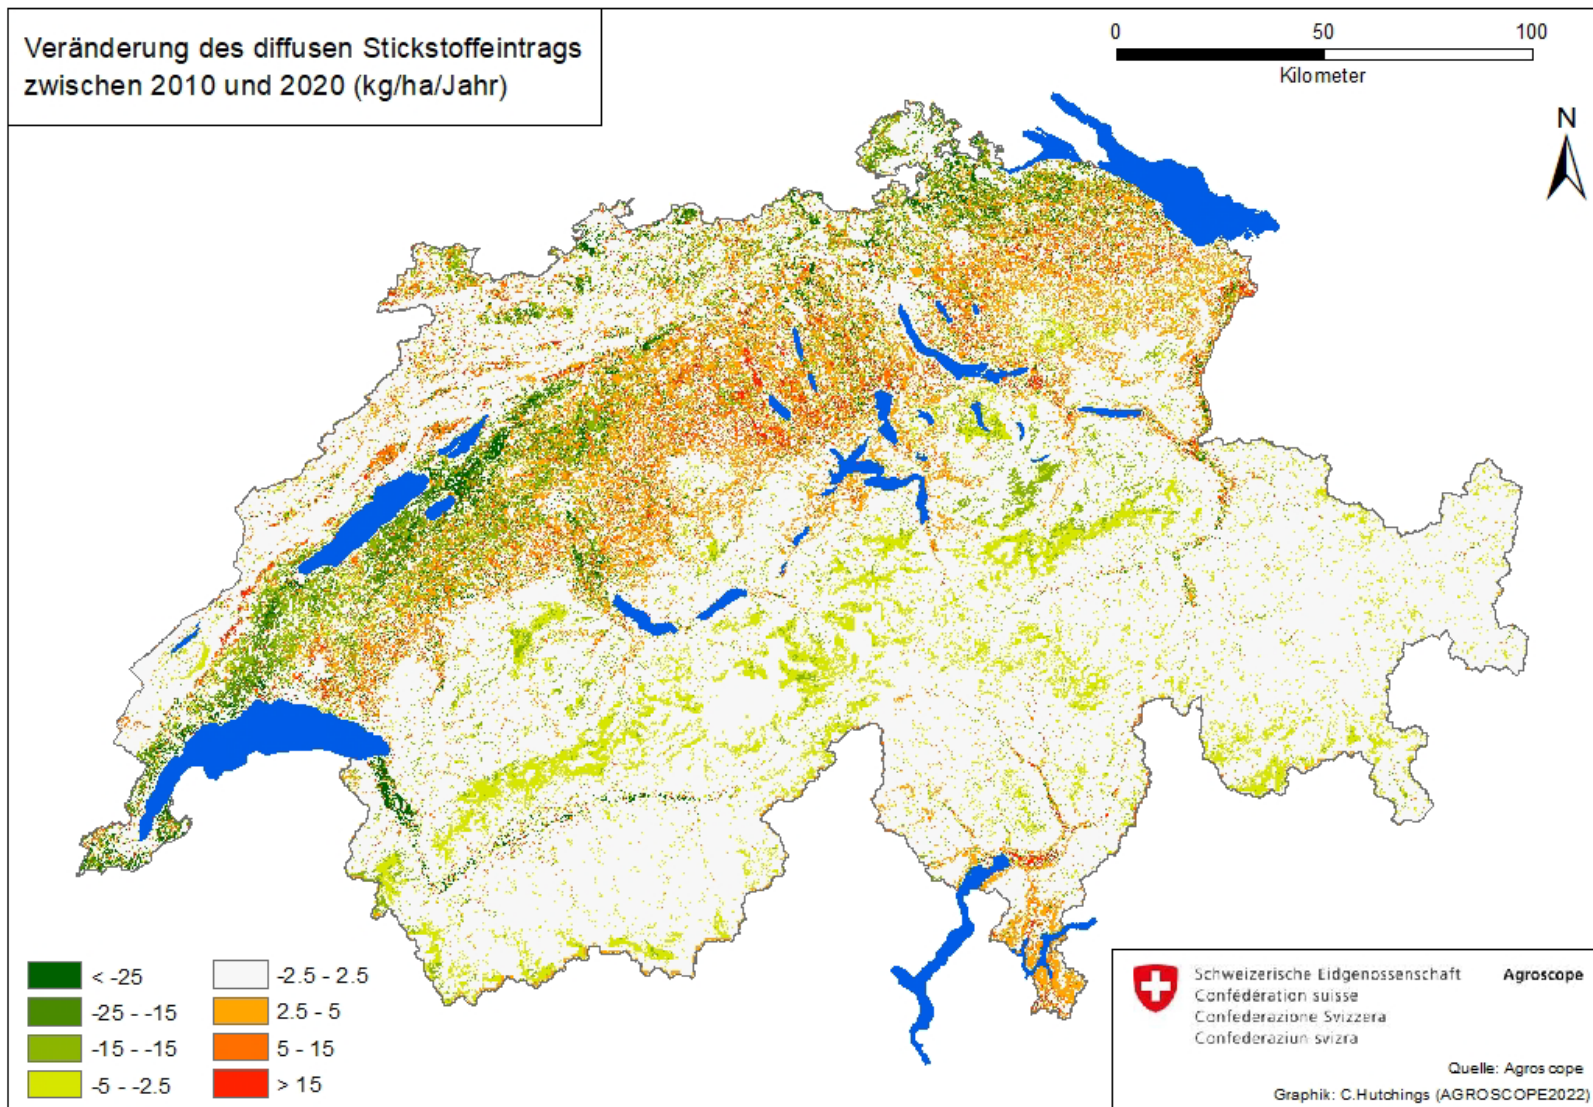 Veränderung des diffusen Stickstoffeintrags
zwischen 2010 und 2020 (kg/ha/Jahr)
0 50 100
Kilometer
N
< -25
-25 - -15
-15 - -15
-5 - -2.5
-2.5 - 2.5
2.5 - 5
5 - 15
> 15
Schweizerische Eidgenossenschaft
Confédération suisse
Confederazione Svizzera
Confederaziun svizra
Agroscope
Quelle: Agroscope
Graphik: C.Hutchings (AGROSCOPE2022)